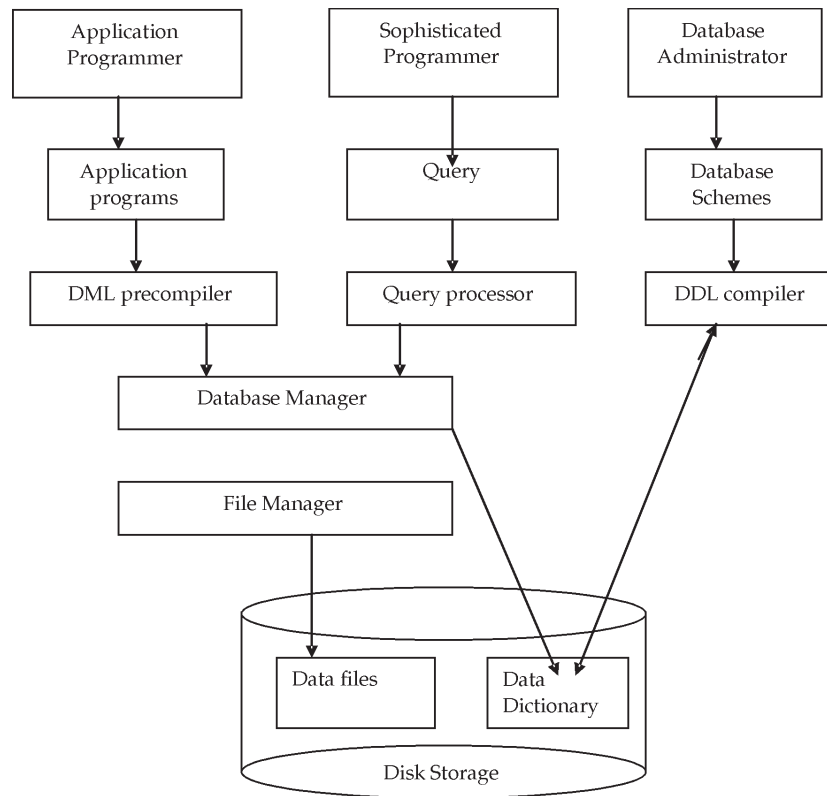 Application
Programmer
Sophisticated
Programmer
Database
Administrator
Application
programs
Query
Database
Schemes
DML precompiler
Query processor
DDL compiler
Database Manager
File Manager
Data files
Data
Dictionary
Disk Storage